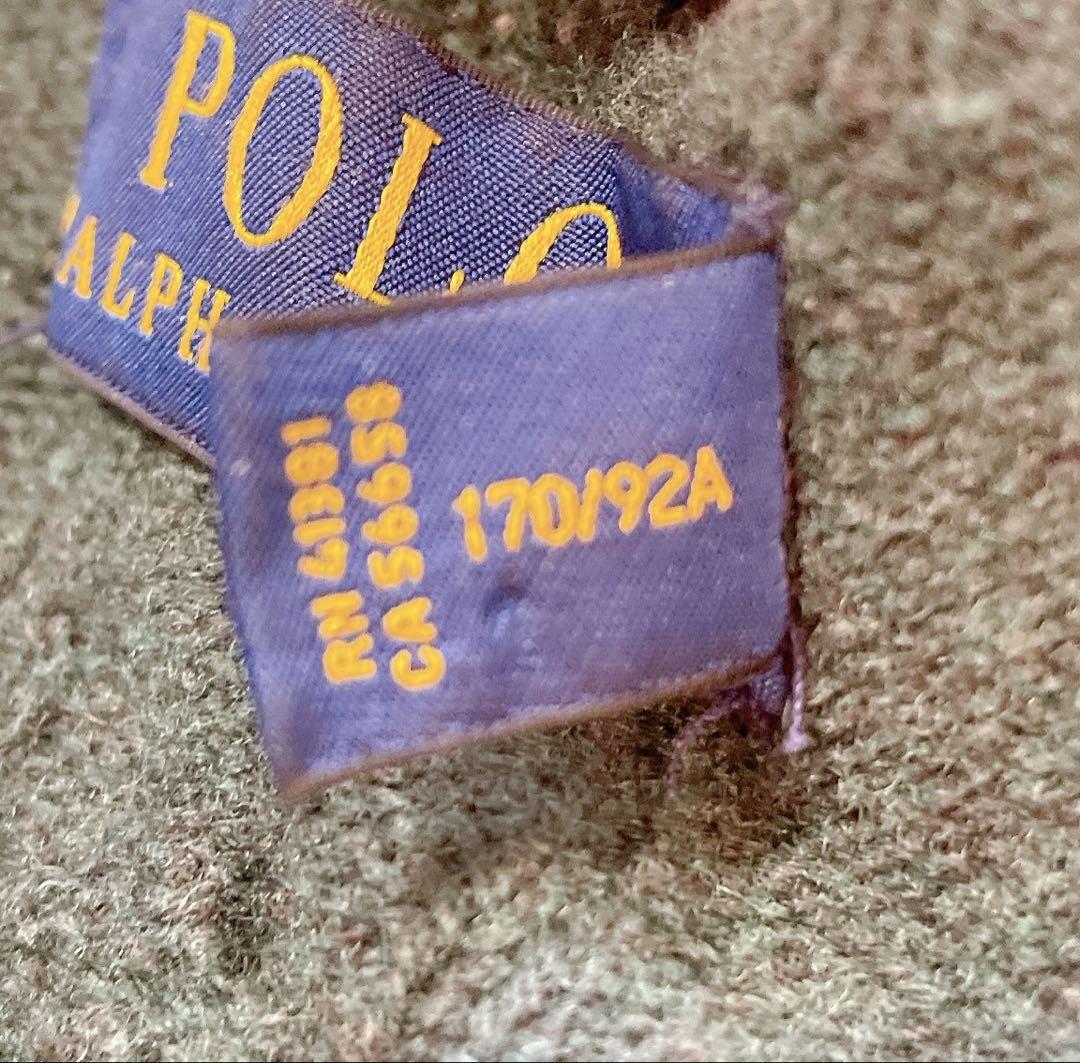 POLO
RALPH
RN 41381
CA 56658
170/92A